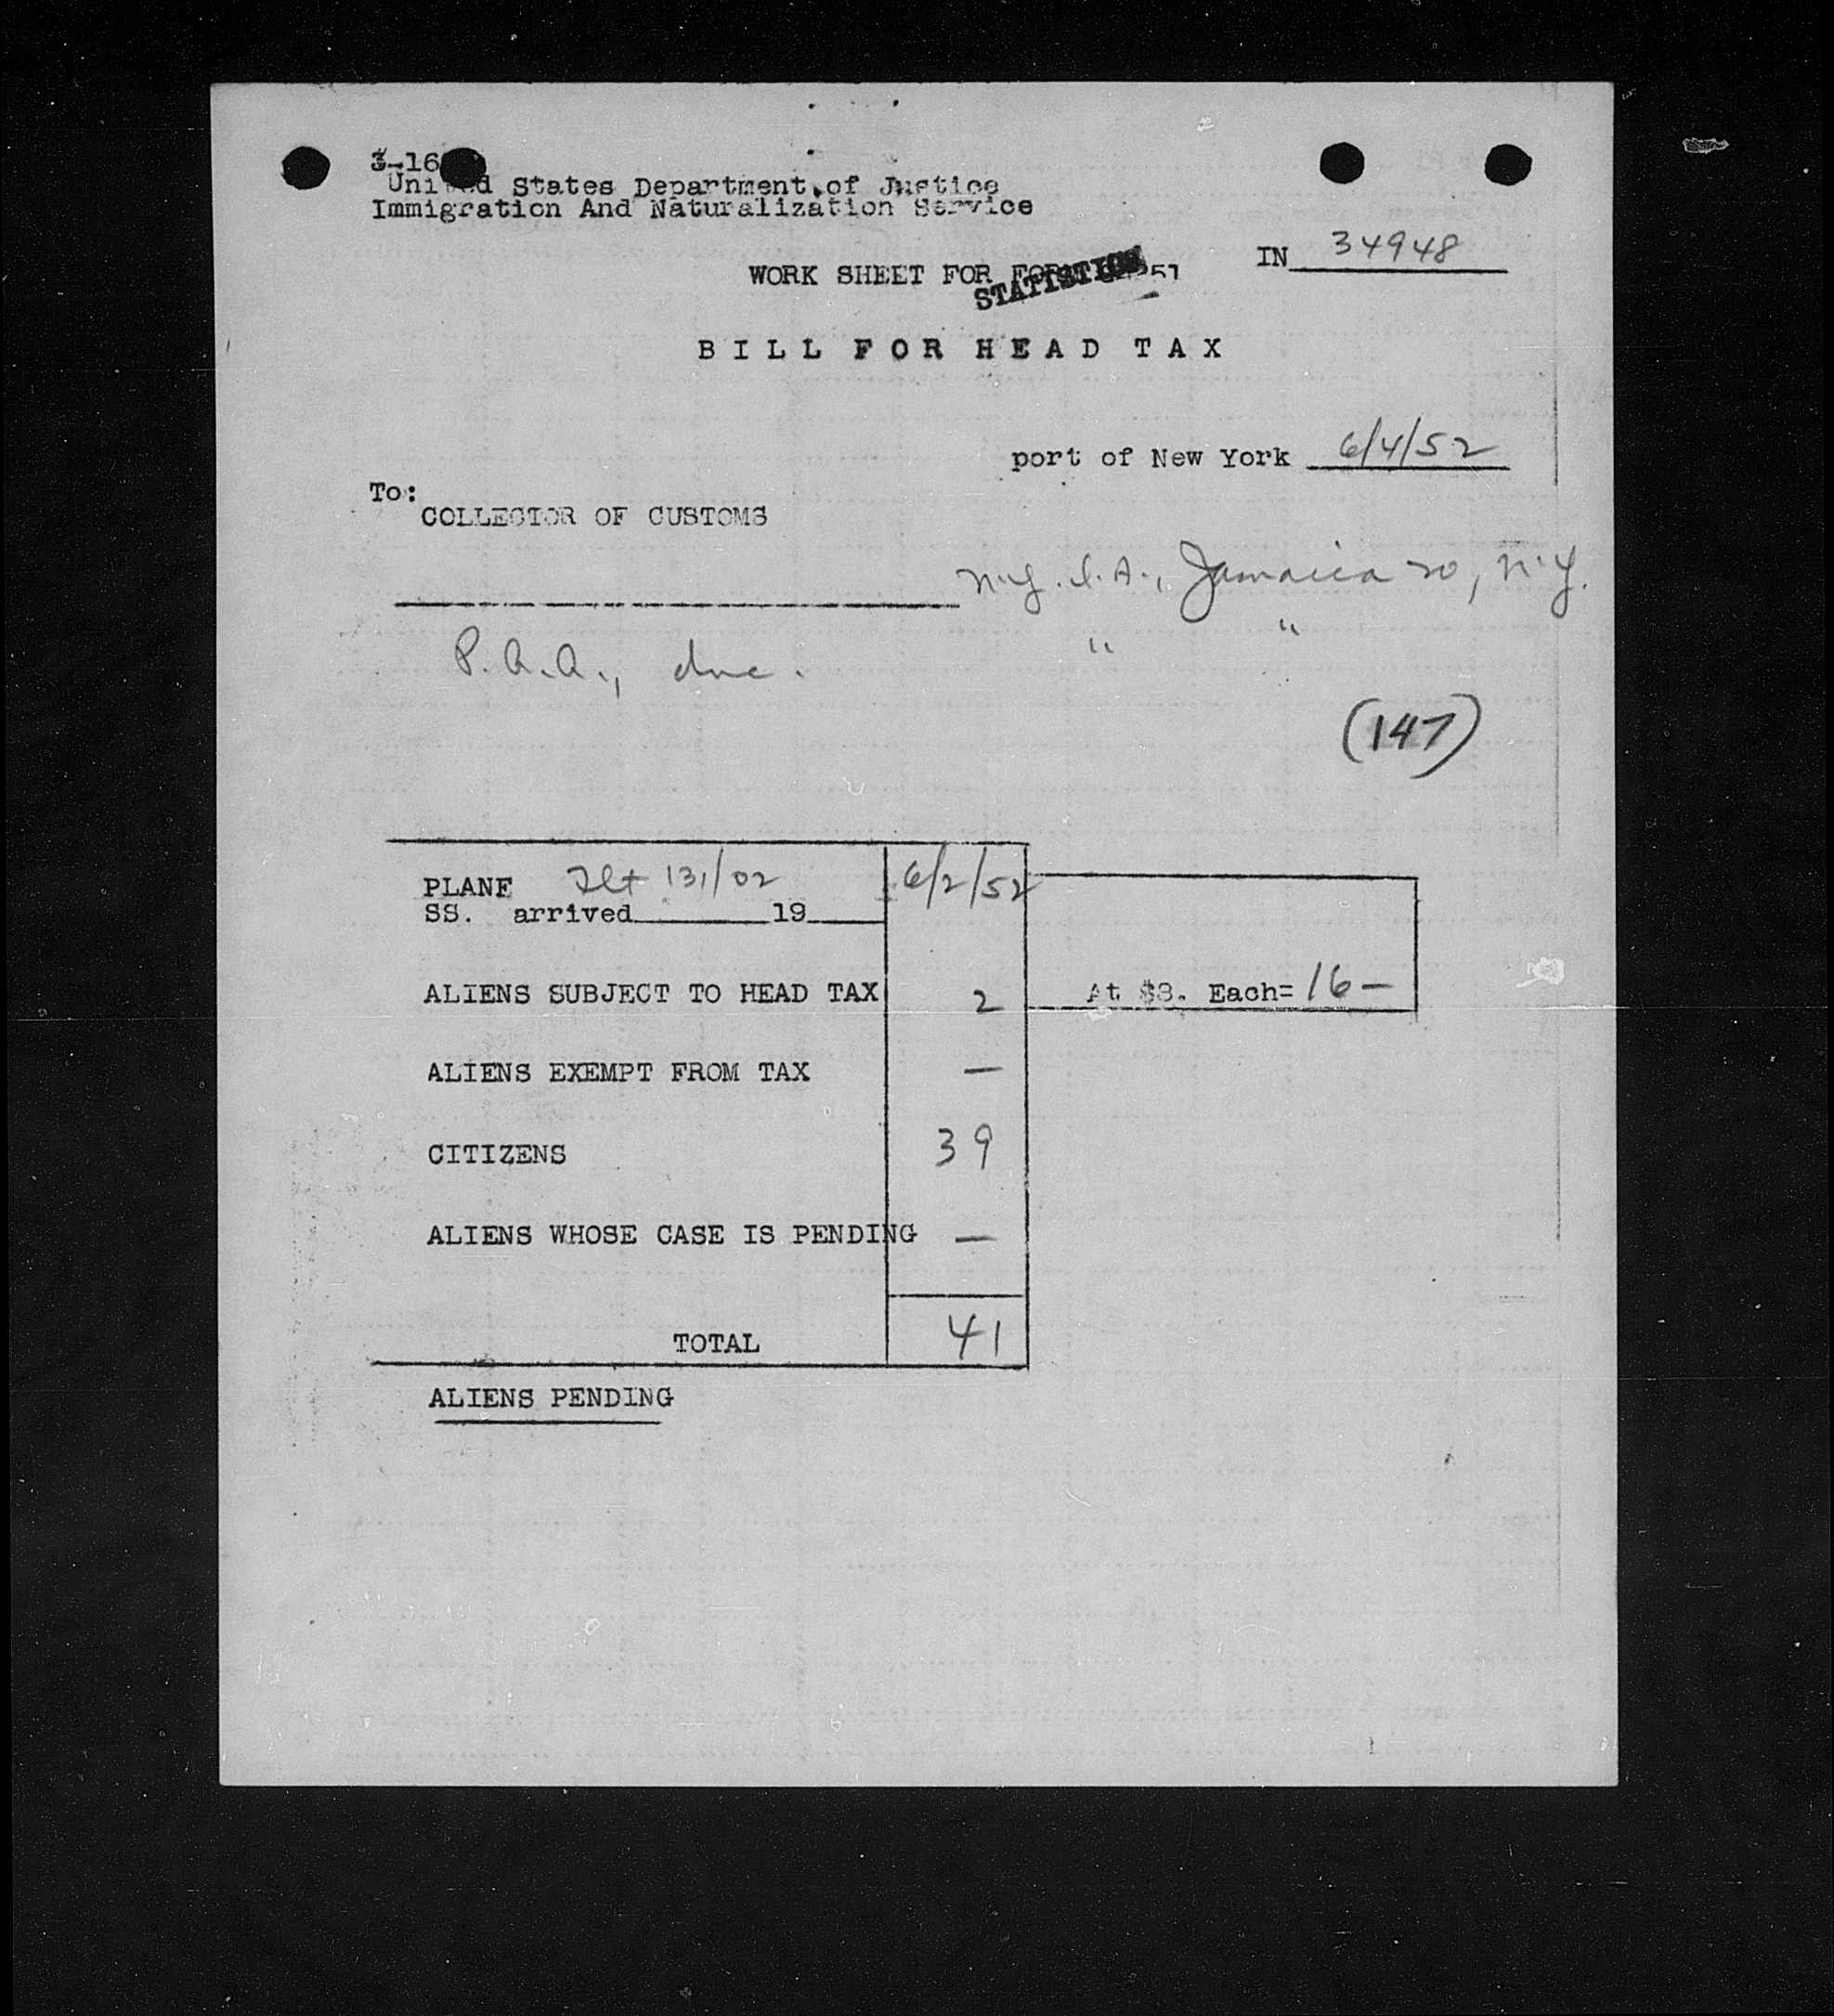 3-16
United States Department of Justice
Immigration And Naturalization Service
IN 34948
WORK SHEET FOR 51
STATISTICS
BILL FOR HEAD TAX
port of New York 6/4/52
To:
COLLECTOR OF CUSTOMS
N.Y. I.A., Jamaica 20, N.Y.
P.A.A., Inc. " "
(147)
PLANE Flt 131/02 6/2/52
SS. arrived 19
ALIENS SUBJECT TO HEAD TAX 2 At $8. Each= 16 —
ALIENS EXEMPT FROM TAX —
CITIZENS 39
ALIENS WHOSE CASE IS PENDING —
TOTAL 41
ALIENS PENDING